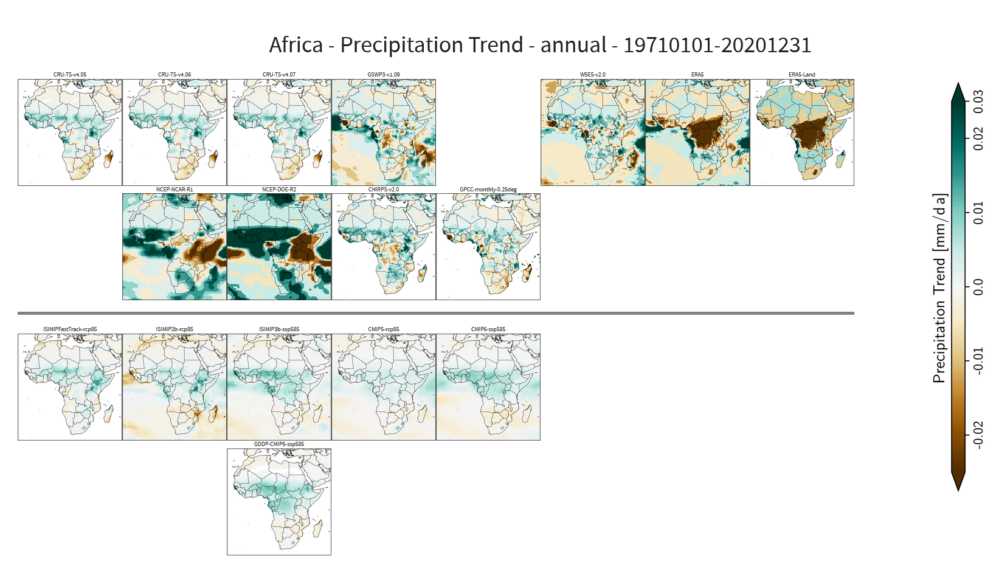 Africa - Precipitation Trend - annual - 19710101-20201231
CRU-TS-v4.05
CRU-TS-v4.06
CRU-TS-v4.07
GSWP3-v1.09
W5E5-v2.0
ERA5
ERA5-Land
NCEP-NCAR-R1
NCEP-DOE-R2
CHIRPS-v2.0
GPCC-monthly-0.25deg
ISIMIPFastTrack-rcp85
ISIMIP2b-rcp85
ISIMIP3b-ssp585
CMIP5-rcp85
CMIP6-ssp585
GDDP-CMIP6-ssp585
Precipitation Trend [mm/d/a]
0.03
0.02
0.01
0.0
-0.01
-0.02